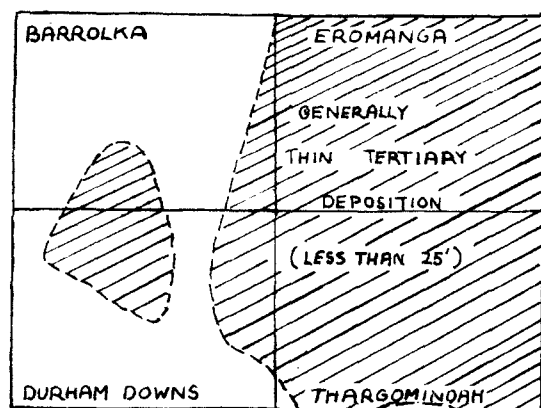 BARROLKA
EROMANGA
GENERALLY
THIN TERTIARY
DEPOSITION
(LESS THAN 25')
DURHAM DOWNS
THARGOMINDAH